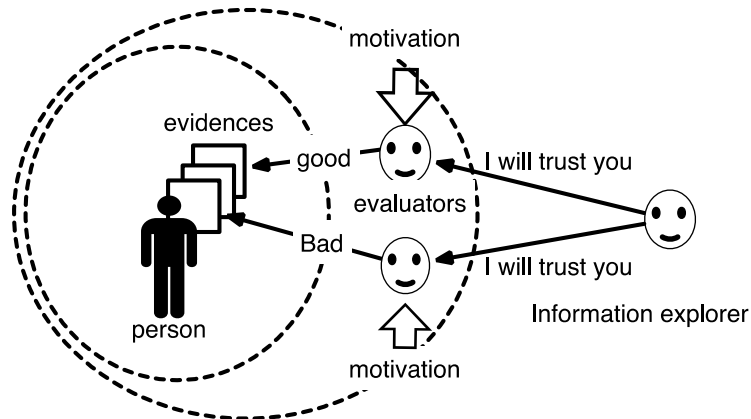 motivation
evidences
good
I will trust you
evaluators
Bad
I will trust you
Information explorer
person
motivation